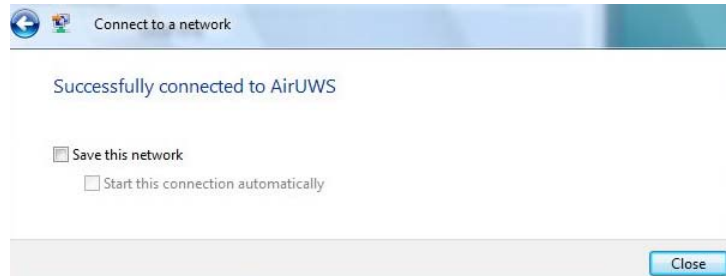 Connect to a network
Successfully connected to AirUWS
Save this network
Start this connection automatically
Close